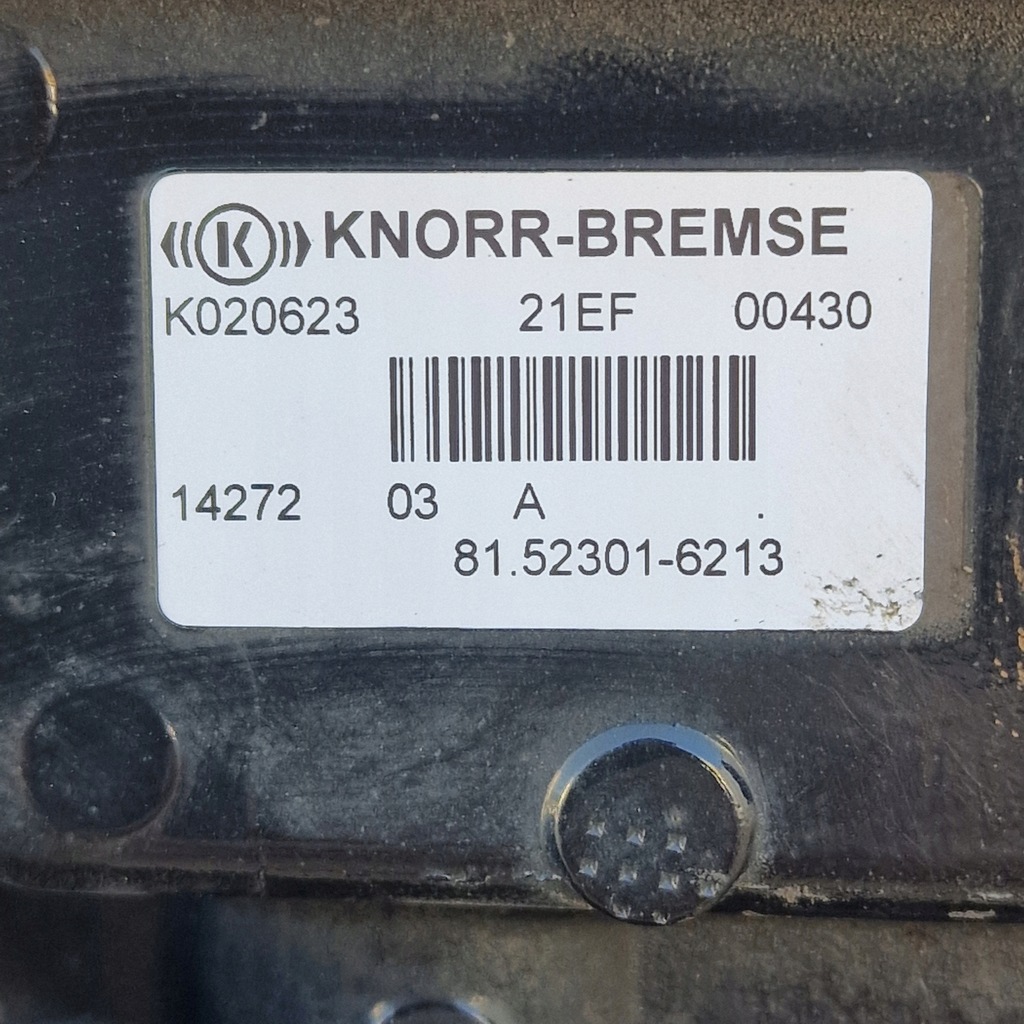 K KNORR-BREMSE
K020623 21EF 00430
14272 03 A .
81.52301-6213